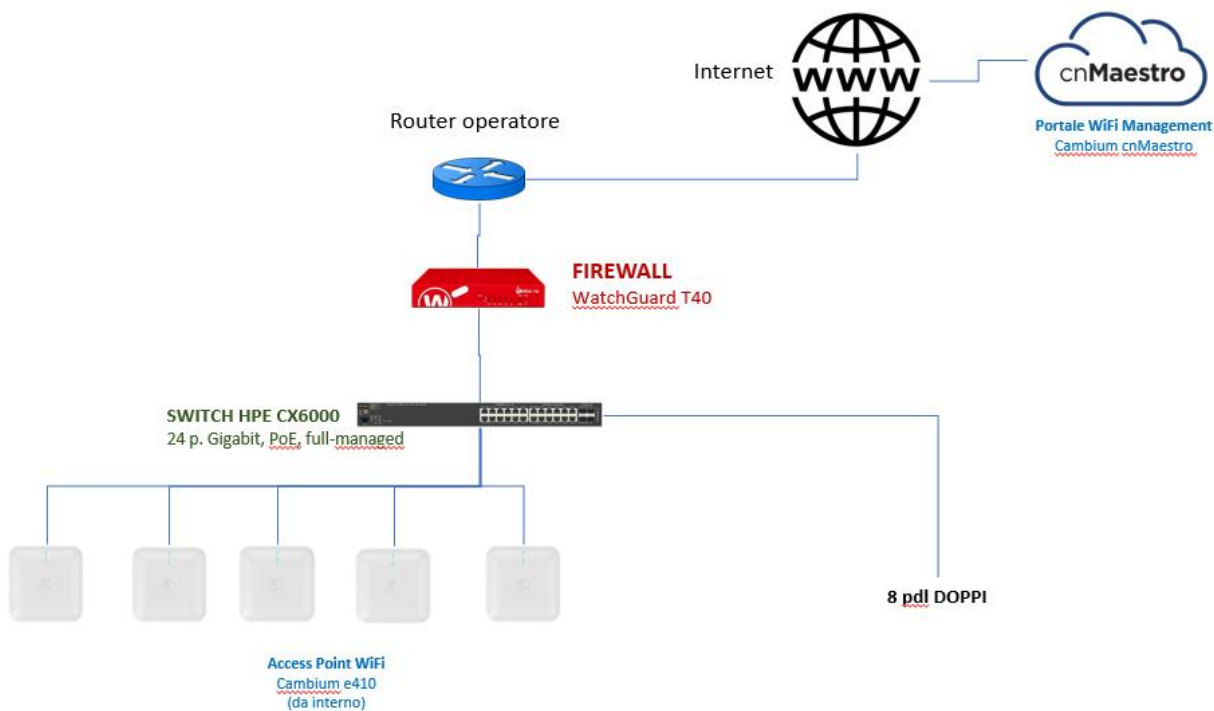 Internet
WWW
cnMaestro
Portale WiFi Management
Cambium cnMaestro
Router operatore
FIREWALL
WatchGuard T40
W
SWITCH HPE CX6000
24 p. Gigabit, PoE, full-managed
8 pdl DOPPI
Access Point WiFi
Cambium e410
(da interno)